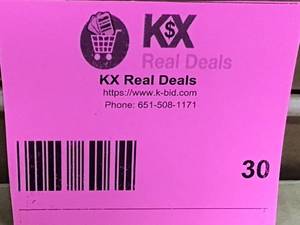 K$X
Real Deals
KX Real Deals
https://www.k-bid.com
Phone: 651-508-1171
30